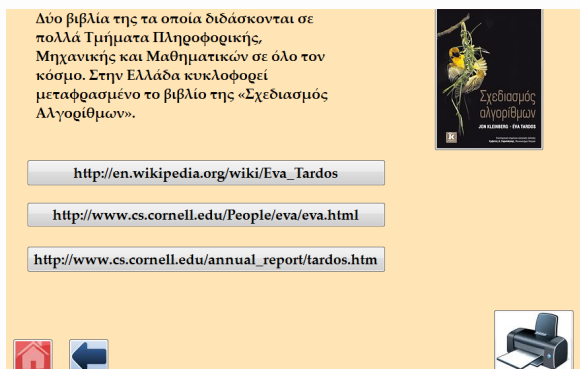 Δύο βιβλία της τα οποία διδάσκονται σε
πολλά Τμήματα Πληροφορικής,
Μηχανικής και Μαθηματικών σε όλο τον
κόσμο. Στην Ελλάδα κυκλοφορεί
μεταφρασμένο το βιβλίο της «Σχεδιασμός
Αλγορίθμων».
Σχεδιασμός
αλγορίθμων
JON KLEINBERG · ÉVA TARDOS
http://en.wikipedia.org/wiki/Eva_Tardos
http://www.cs.cornell.edu/People/eva/eva.html
http://www.cs.cornell.edu/annual_report/tardos.htm